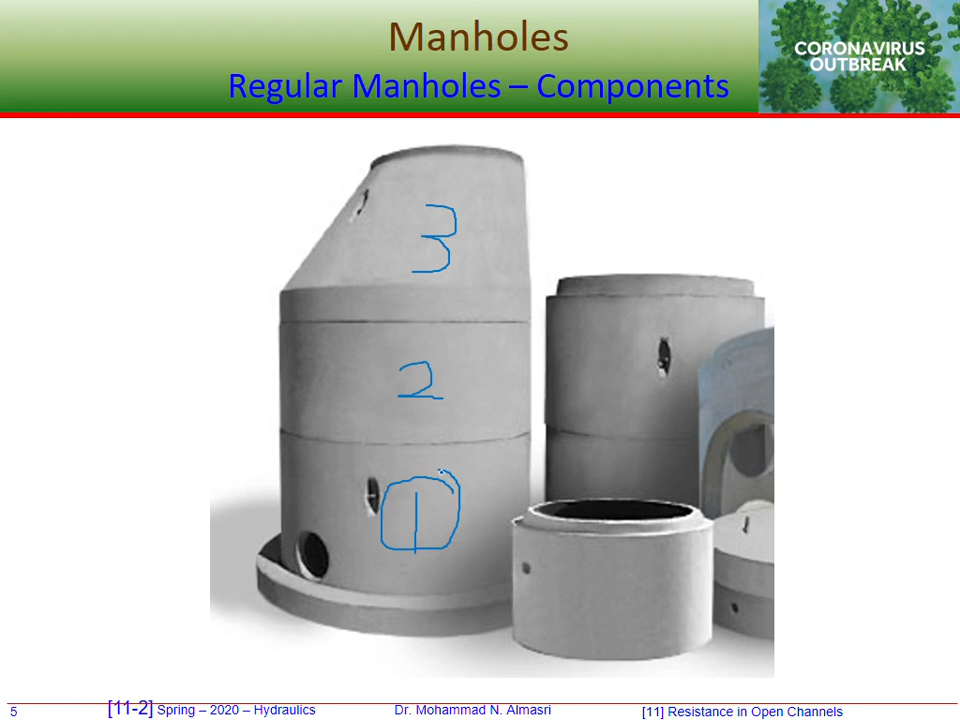 Manholes
Regular Manholes – Components
CORONAVIRUS
OUTBREAK
3
2
1
5 [11-2] Spring – 2020 – Hydraulics Dr. Mohammad N. Almasri [11] Resistance in Open Channels